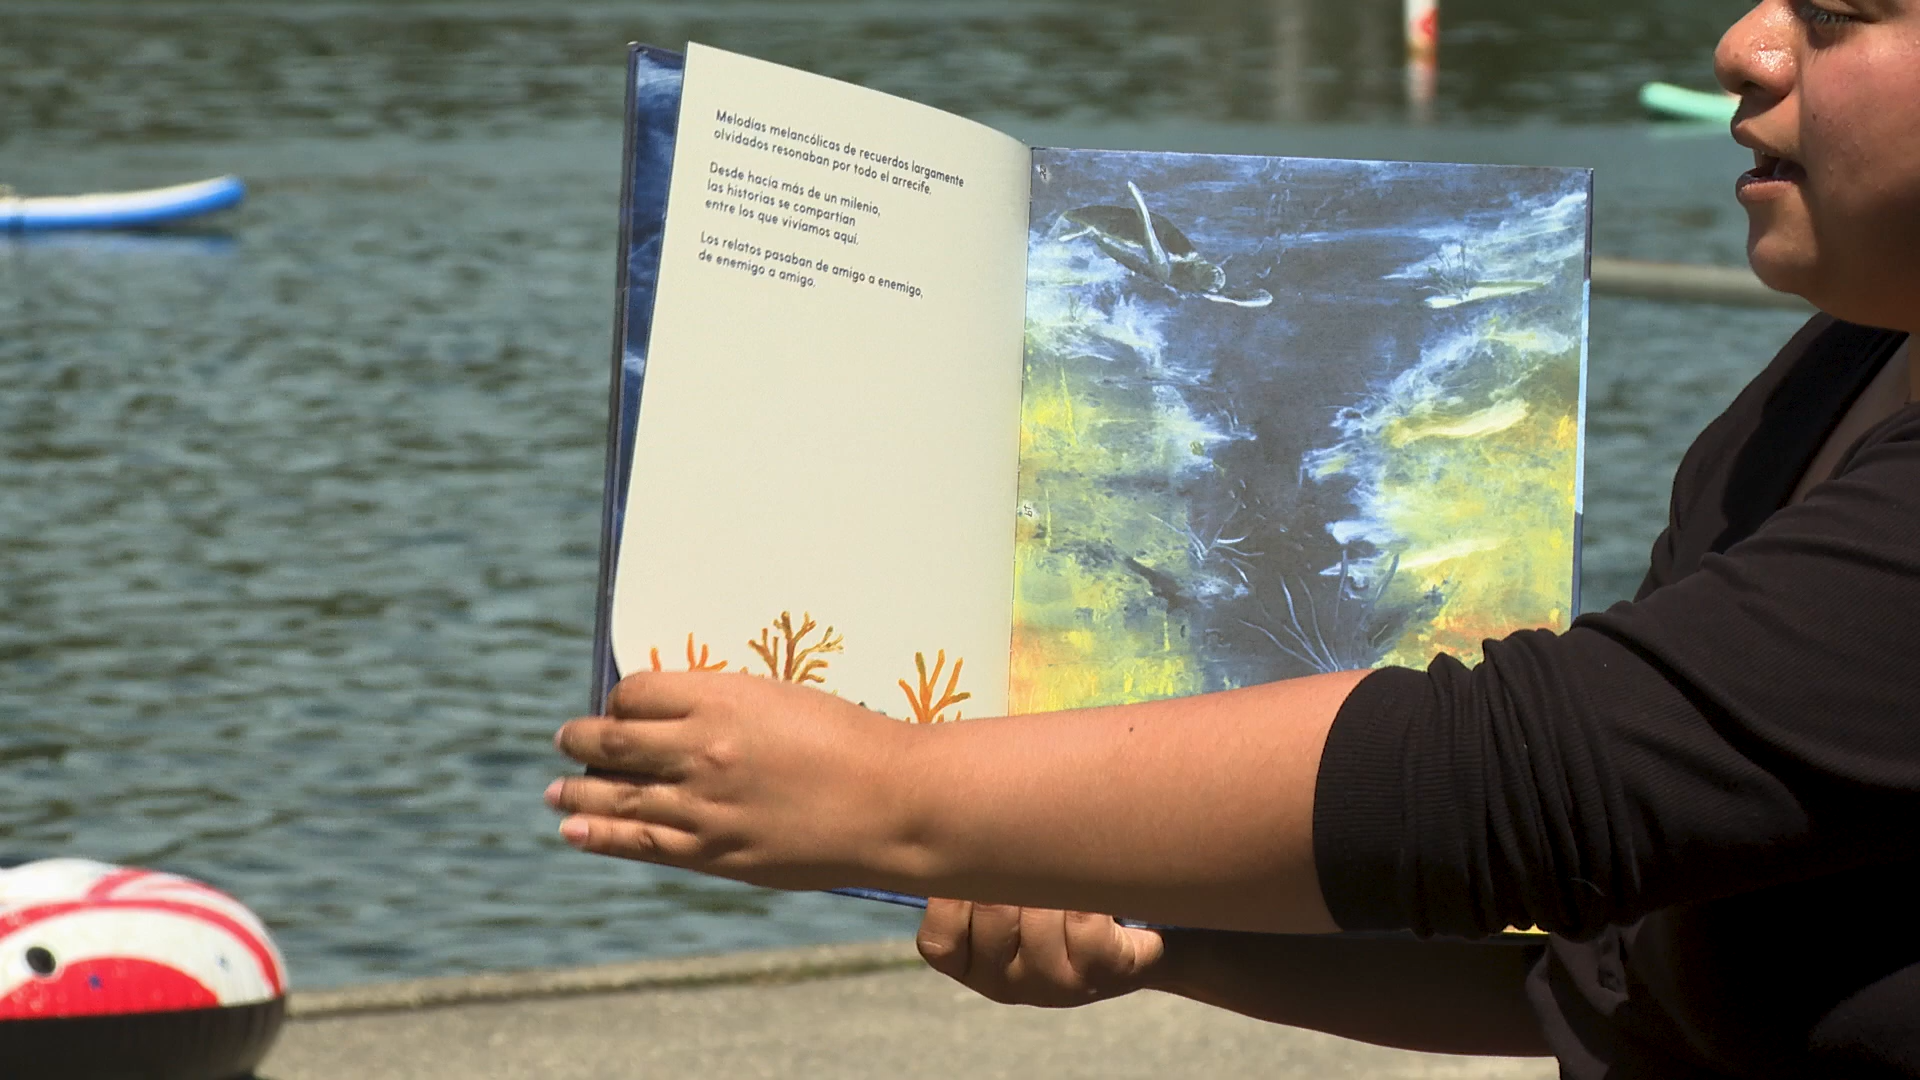 Melodías melancólicas de recuerdos largamente
olvidados resonaban por todo el arrecife.
Desde hacía más de un milenio,
las historias se compartían
entre los que vivíamos aquí.
Los relatos pasaban de amigo a enemigo,
de enemigo a amigo.